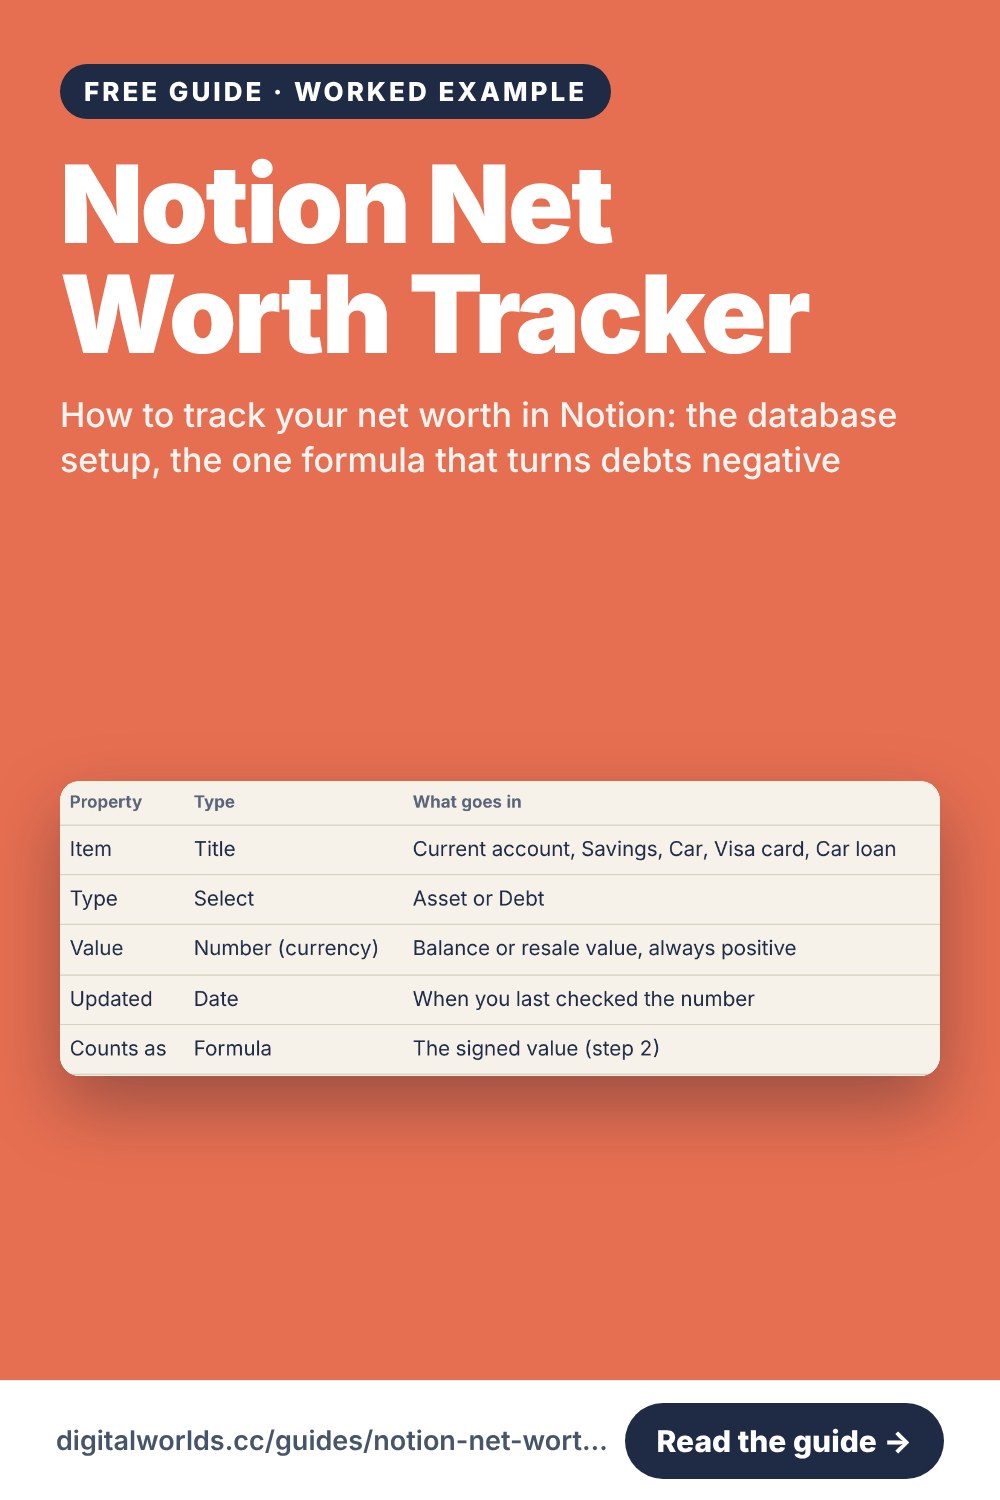 FREE GUIDE · WORKED EXAMPLE
Notion Net
Worth Tracker
How to track your net worth in Notion: the database
setup, the one formula that turns debts negative
Property Type What goes in
Item Title Current account, Savings, Car, Visa card, Car loan
Type Select Asset or Debt
Value Number (currency) Balance or resale value, always positive
Updated Date When you last checked the number
Counts as Formula The signed value (step 2)
digitalworlds.cc/guides/notion-net-wort... Read the guide →